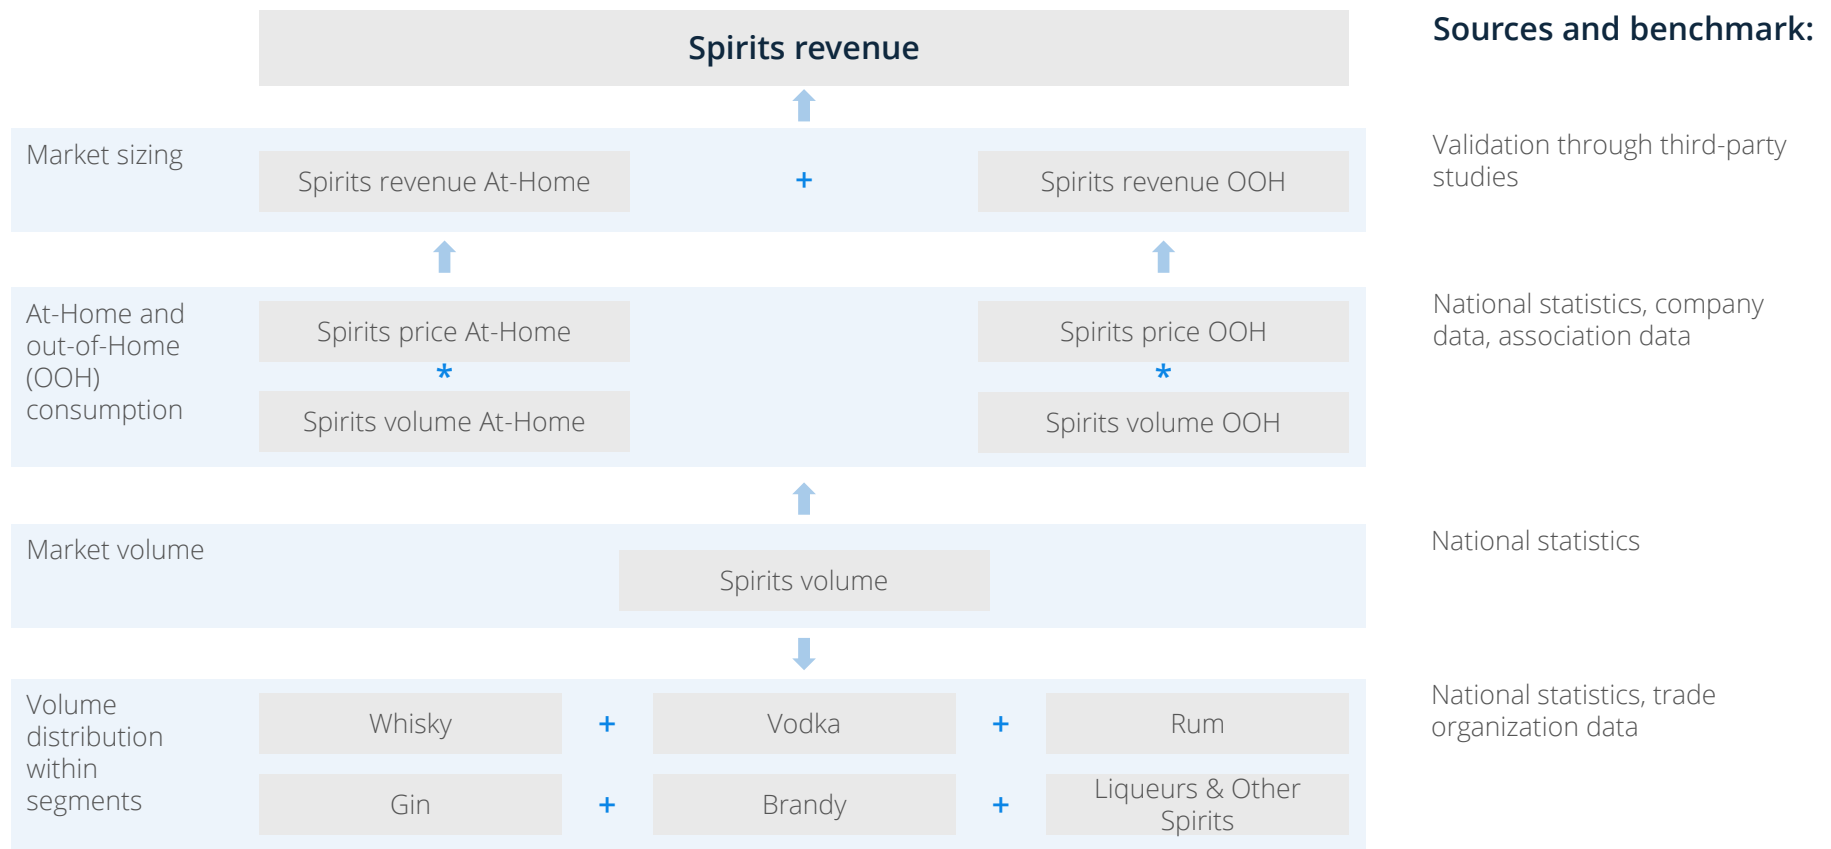 Spirits revenue
Sources and benchmark:
Market sizing
Spirits revenue At-Home
+
Spirits revenue OOH
Validation through third-party
studies
At-Home and
out-of-Home
(OOH)
consumption
Spirits price At-Home
*
Spirits volume At-Home
Spirits price OOH
*
Spirits volume OOH
National statistics, company
data, association data
Market volume
Spirits volume
National statistics
Volume
distribution
within
segments
Whisky
+
Vodka
+
Rum
Gin
+
Brandy
+
Liqueurs & Other
Spirits
National statistics, trade
organization data